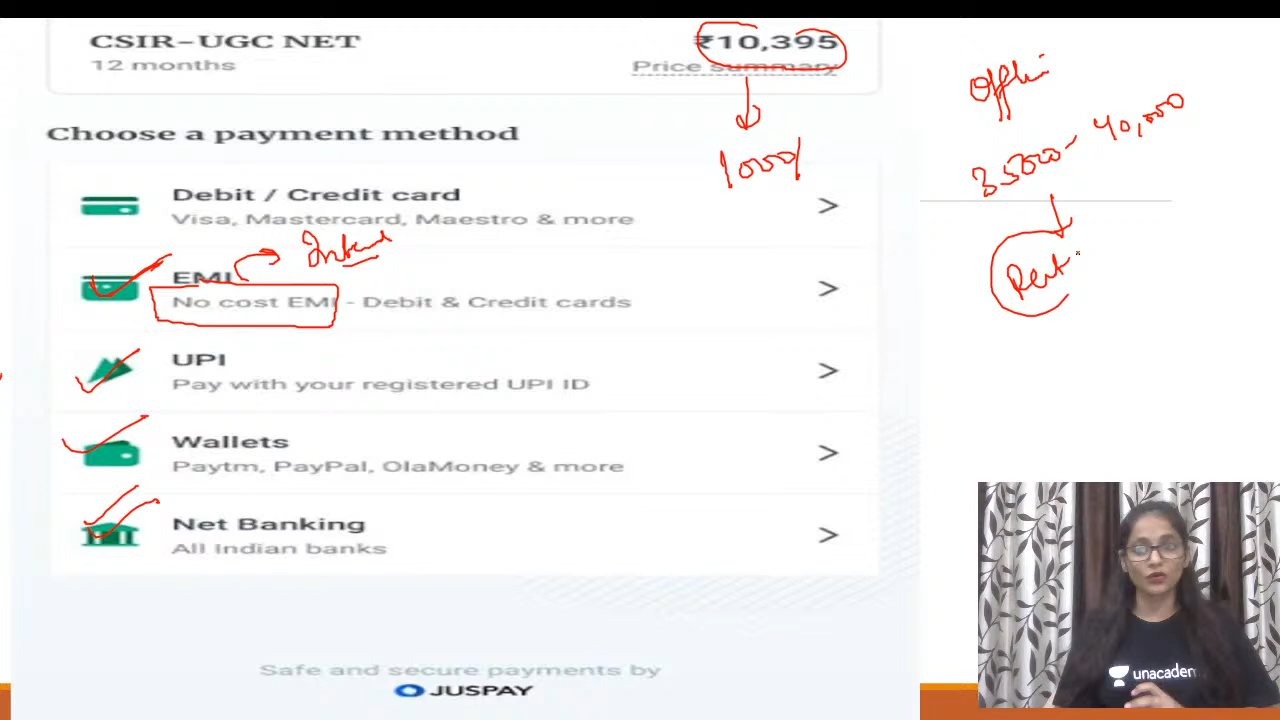 CSIR-UGC NET
₹10,395
12 months
Price summary
Offline
35000 - 40,000
1000/
Choose a payment method
Debit / Credit card
Visa, Mastercard, Maestro & more
EMI
No cost EMI - Debit & Credit cards
Rent
UPI
Pay with your registered UPI ID
Wallets
Paytm, PayPal, OlaMoney & more
Net Banking
All Indian banks
Safe and secure payments by
JUSPAY
unacademy